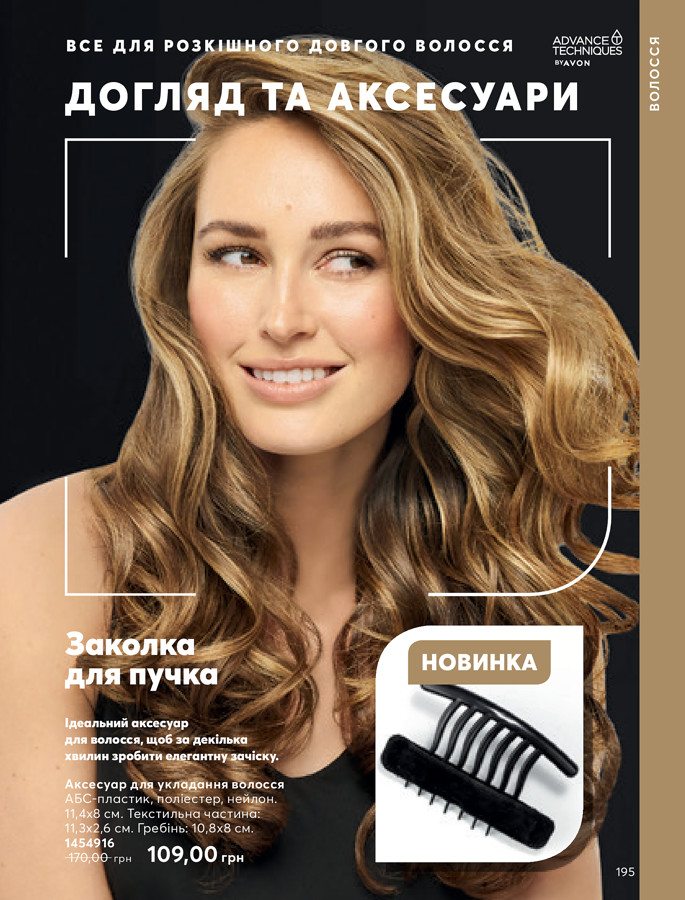 ВСЕ ДЛЯ РОЗКІШНОГО ДОВГОГО ВОЛОССЯ
ADVANCE TECHNIQUES
BY AVON
ДОГЛЯД ТА АКСЕСУАРИ
ВОЛОССЯ
Заколка
для пучка
Ідеальний аксесуар
для волосся, щоб за декілька
хвилин зробити елегантну зачіску.
Аксесуар для укладання волосся
АБС-пластик, поліестер, нейлон.
11,4х8 см. Текстильна частина:
11,3х2,6 см. Гребінь: 10,8х8 см.
1454916
170,00 грн 109,00 грн
НОВИНКА
195